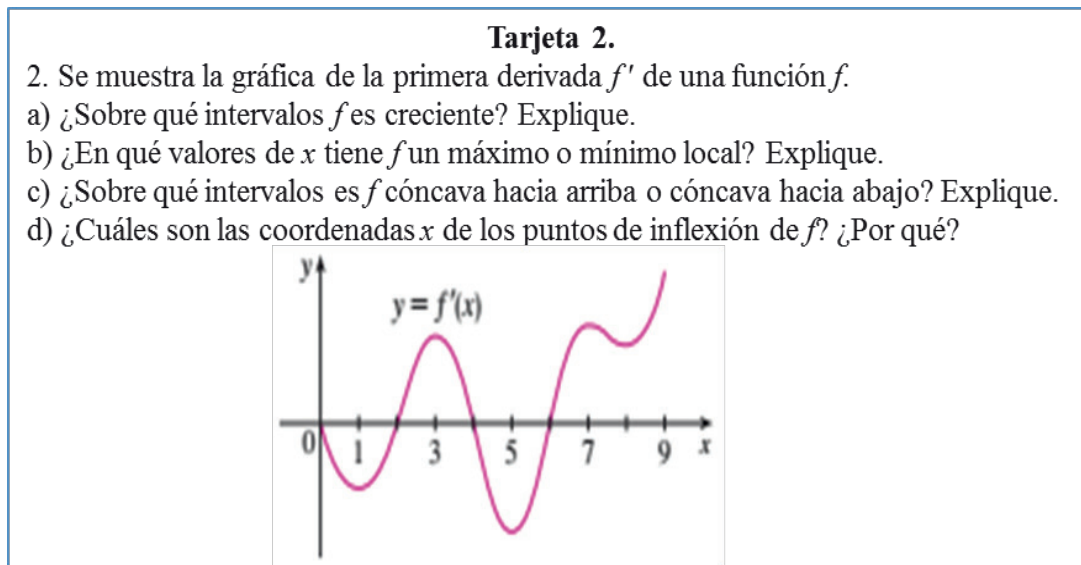 Tarjeta 2.
2. Se muestra la gráfica de la primera derivada f′ de una función f.
a) ¿Sobre qué intervalos f es creciente? Explique.
b) ¿En qué valores de x tiene f un máximo o mínimo local? Explique.
c) ¿Sobre qué intervalos es f cóncava hacia arriba o cóncava hacia abajo? Explique.
d) ¿Cuáles son las coordenadas x de los puntos de inflexión de f? ¿Por qué?
y
y = f′(x)
0 1 3 5 7 9 x